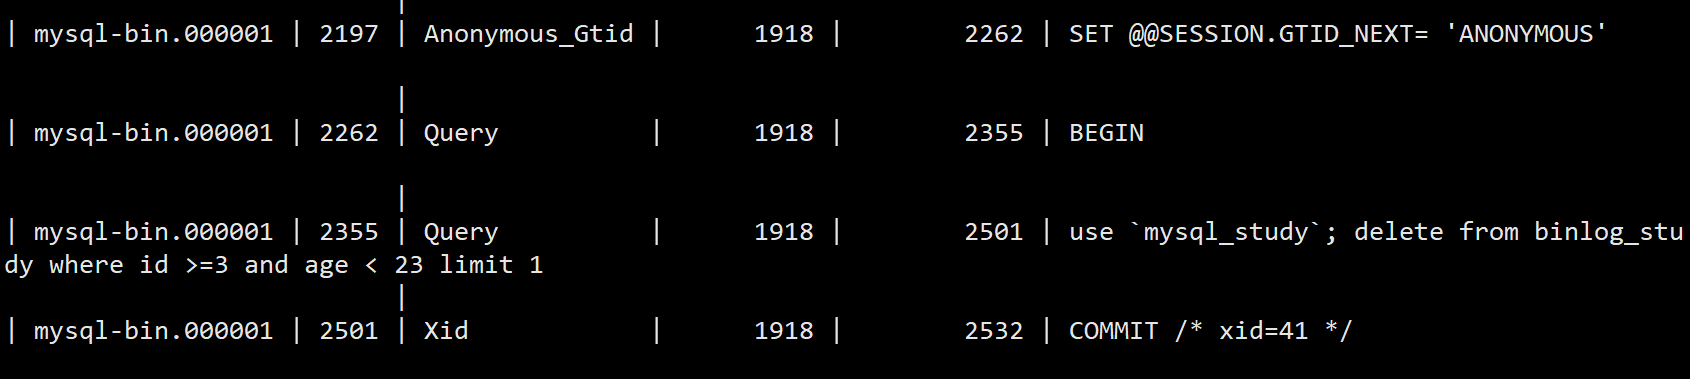 |
| mysql-bin.000001 | 2197 | Anonymous_Gtid |      1918 |        2262 | SET @@SESSION.GTID_NEXT= 'ANONYMOUS'
|
| mysql-bin.000001 | 2262 | Query          |      1918 |        2355 | BEGIN
|
| mysql-bin.000001 | 2355 | Query          |      1918 |        2501 | use `mysql_study`; delete from binlog_stu
dy where id >=3 and age < 23 limit 1
|
| mysql-bin.000001 | 2501 | Xid            |      1918 |        2532 | COMMIT /* xid=41 */